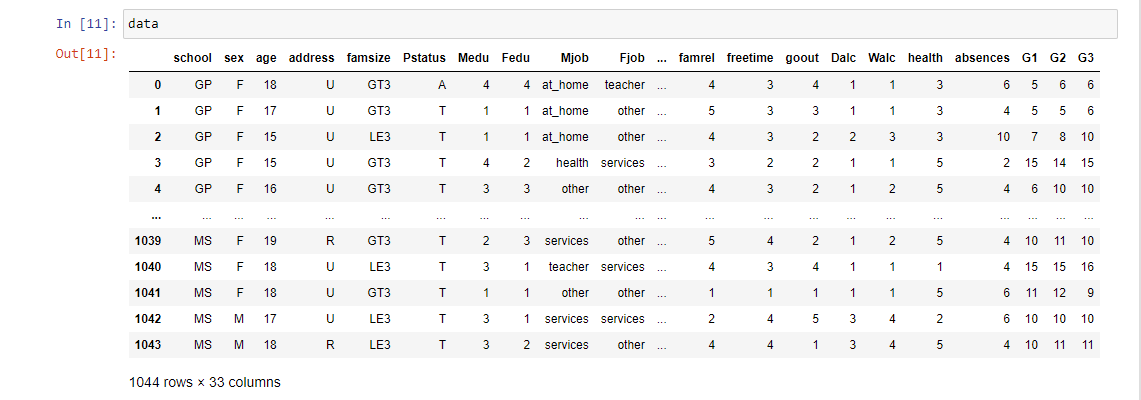 In [11]: data
Out[11]:
school sex age address famsize Pstatus Medu Fedu Mjob Fjob ... famrel freetime goout Dalc Walc health absences G1 G2 G3
0 GP F 18 U GT3 A 4 4 at_home teacher ... 4 3 4 1 1 3 6 5 6 6
1 GP F 17 U GT3 T 1 1 at_home other ... 5 3 3 1 1 3 4 5 5 6
2 GP F 15 U LE3 T 1 1 at_home other ... 4 3 2 2 3 3 10 7 8 10
3 GP F 15 U GT3 T 4 2 health services ... 3 2 2 1 1 5 2 15 14 15
4 GP F 16 U GT3 T 3 3 other other ... 4 3 2 1 2 5 4 6 10 10
... ... ... ... ... ... ... ... ... ... ... ... ... ... ... ... ... ... ... ... ... ...
1039 MS F 19 R GT3 T 2 3 services other ... 5 4 2 1 2 5 4 10 11 10
1040 MS F 18 U LE3 T 3 1 teacher services ... 4 3 4 1 1 1 4 15 15 16
1041 MS F 18 U GT3 T 1 1 other other ... 1 1 1 1 1 5 6 11 12 9
1042 MS M 17 U LE3 T 3 1 services services ... 2 4 5 3 4 2 6 10 10 10
1043 MS M 18 R LE3 T 3 2 services other ... 4 4 1 3 4 5 4 10 11 11
1044 rows × 33 columns